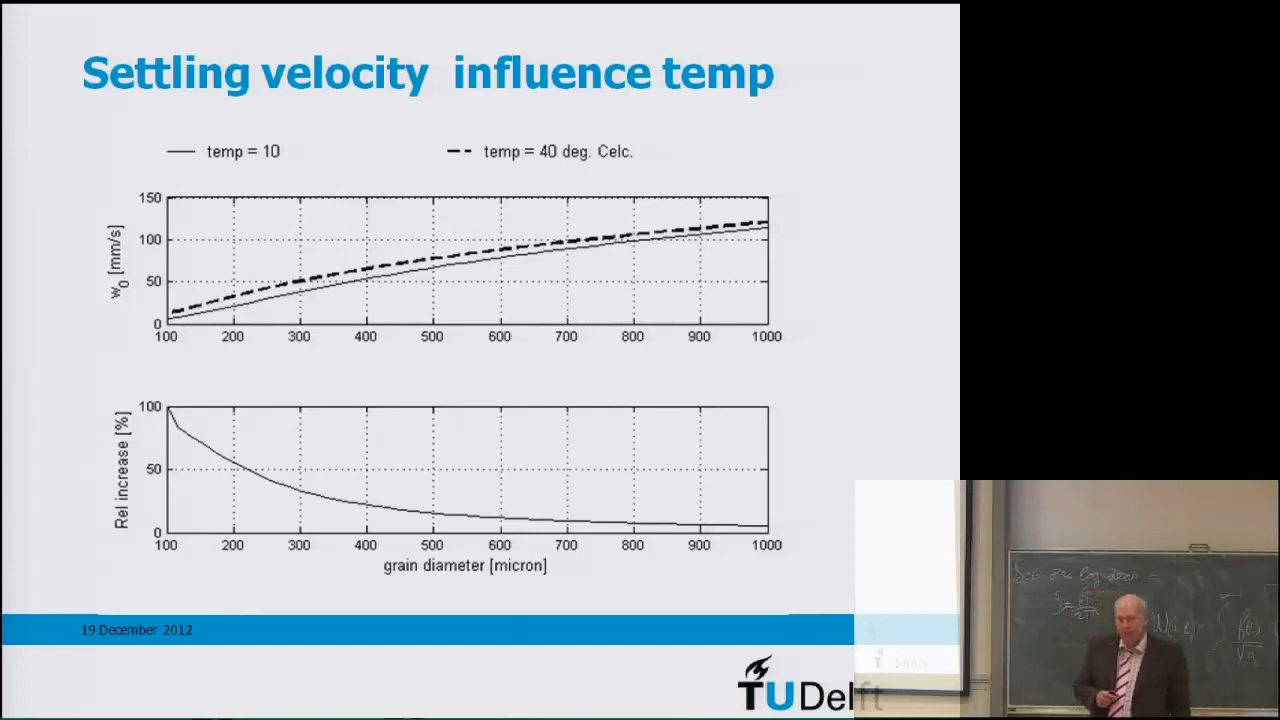 Settling velocity influence temp
temp = 10
temp = 40 deg. Celc.
150
100
50
0
w0 [mm/s]
100 200 300 400 500 600 700 800 900 1000
100
50
0
Rel increase [%]
100 200 300 400 500 600 700 800 900 1000
grain diameter [micron]
19 December 2012
TUDelft